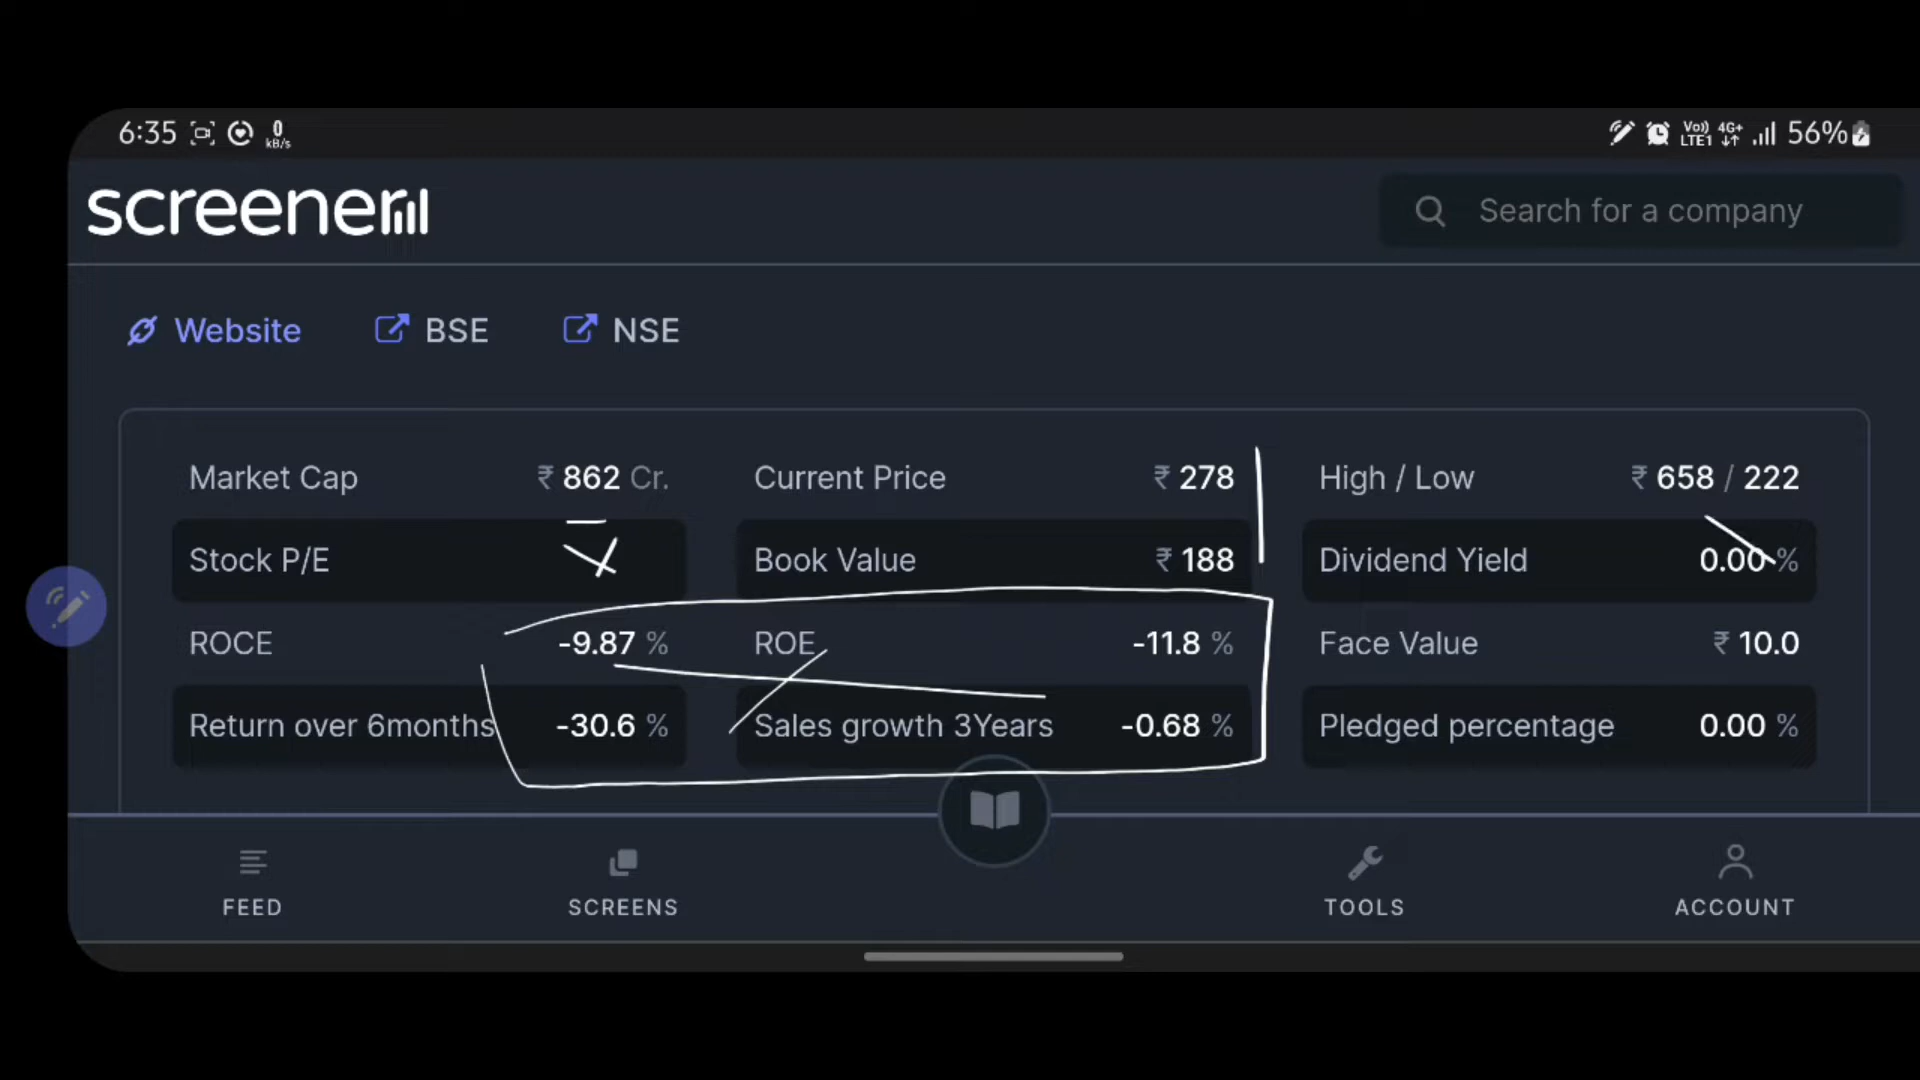 6:35 0 kB/s Vo)) LTE1 4G+ 56%
screener Search for a company
Website BSE NSE
Market Cap ₹ 862 Cr. Current Price ₹ 278 High / Low ₹ 658 / 222
Stock P/E Book Value ₹ 188 Dividend Yield 0.00 %
ROCE -9.87 % ROE -11.8 % Face Value ₹ 10.0
Return over 6months -30.6 % Sales growth 3Years -0.68 % Pledged percentage 0.00 %
FEED SCREENS TOOLS ACCOUNT